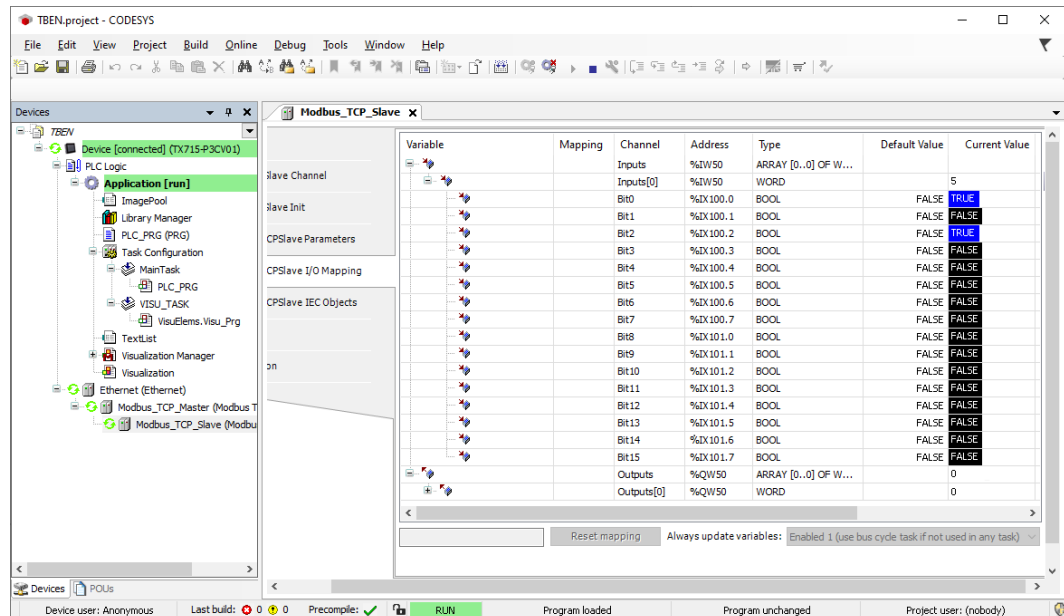 TBEN.project - CODESYS
File Edit View Project Build Online Debug Tools Window Help
Devices
TBEN
Device [connected] (TX715-P3CV01)
PLC Logic
Application [run]
ImagePool
Library Manager
PLC_PRG (PRG)
Task Configuration
MainTask
PLC_PRG
VISU_TASK
VisuElems.Visu_Prg
TextList
Visualization Manager
Visualization
Ethernet (Ethernet)
Modbus_TCP_Master (Modbus T
Modbus_TCP_Slave (Modbu
Devices POUs
Modbus_TCP_Slave
lave Channel
lave Init
CPSlave Parameters
CPSlave I/O Mapping
CPSlave IEC Objects
on
Variable Mapping Channel Address Type Default Value Current Value
Inputs %IW50 ARRAY [0..0] OF W...
Inputs[0] %IW50 WORD 5
Bit0 %IX100.0 BOOL FALSE TRUE
Bit1 %IX100.1 BOOL FALSE FALSE
Bit2 %IX100.2 BOOL FALSE TRUE
Bit3 %IX100.3 BOOL FALSE FALSE
Bit4 %IX100.4 BOOL FALSE FALSE
Bit5 %IX100.5 BOOL FALSE FALSE
Bit6 %IX100.6 BOOL FALSE FALSE
Bit7 %IX100.7 BOOL FALSE FALSE
Bit8 %IX101.0 BOOL FALSE FALSE
Bit9 %IX101.1 BOOL FALSE FALSE
Bit10 %IX101.2 BOOL FALSE FALSE
Bit11 %IX101.3 BOOL FALSE FALSE
Bit12 %IX101.4 BOOL FALSE FALSE
Bit13 %IX101.5 BOOL FALSE FALSE
Bit14 %IX101.6 BOOL FALSE FALSE
Bit15 %IX101.7 BOOL FALSE FALSE
Outputs %QW50 ARRAY [0..0] OF W... 0
Outputs[0] %QW50 WORD 0
Reset mapping Always update variables: Enabled 1 (use bus cycle task if not used in any task)
Device user: Anonymous Last build: 0 0 Precompile: RUN Program loaded Program unchanged Project user: (nobody)